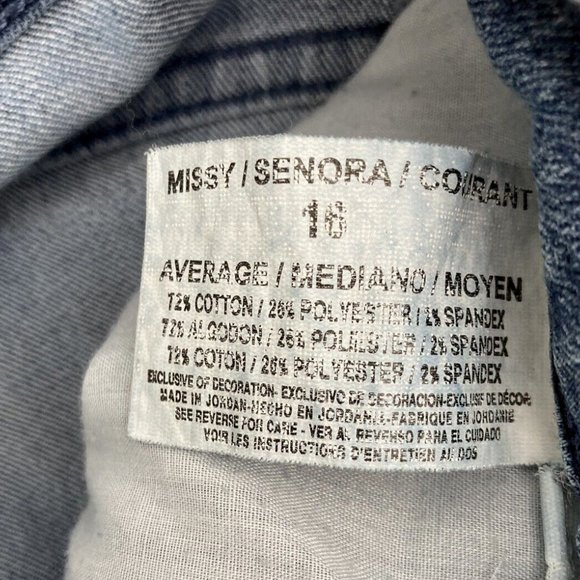 MISSY / SENORA / COURANT
16
AVERAGE / MEDIANO / MOYEN
72% COTTON / 26% POLYESTER / 2% SPANDEX
72% ALGODON / 26% POLIESTER / 2% SPANDEX
72% COTON / 26% POLYESTER / 2% SPANDEX
EXCLUSIVE OF DECORATION-EXCLUSIVO DE DECORACION-EXCLUSIF DE DÉCOR
MADE IN JORDAN-HECHO EN JORDANIA-FABRIQUE EN JORDANIE
SEE REVERSE FOR CARE - VER AL REVERSO PARA EL CUIDADO
VOIR LES INSTRUCTIONS D'ENTRETIEN AU DOS